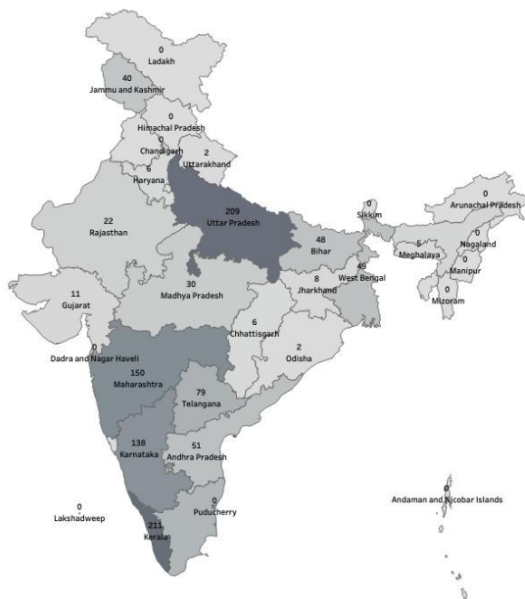 0
Ladakh
40
Jammu and Kashmir
0
Himachal Pradesh
0
Chandigarh
2
Uttarakhand
6
Haryana
209
Uttar Pradesh
22
Rajasthan
0
Sikkim
0
Arunachal Pradesh
5
Meghalaya
0
Nagaland
0
Manipur
0
Mizoram
48
Bihar
45
West Bengal
8
Jharkhand
30
Madhya Pradesh
11
Gujarat
6
Chhattisgarh
2
Odisha
0
Dadra and Nagar Haveli
150
Maharashtra
79
Telangana
138
Karnataka
51
Andhra Pradesh
0
Lakshadweep
0
Puducherry
211
Kerala
0
Andaman and Nicobar Islands